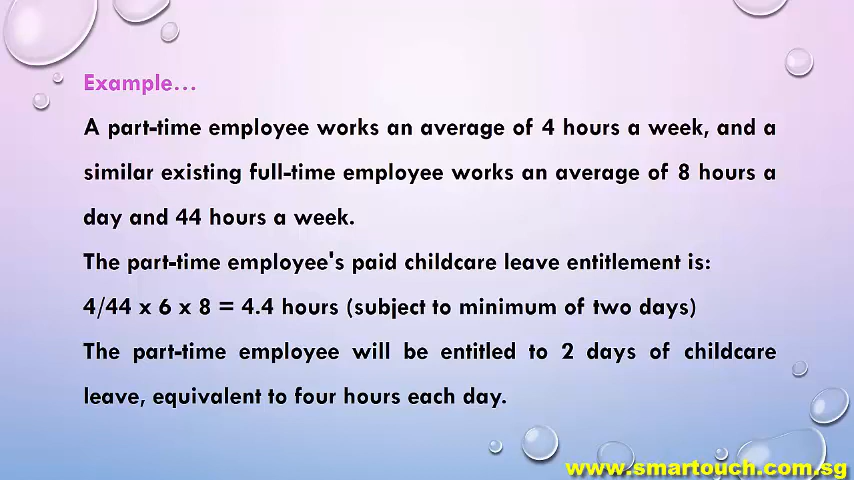 Example...
A part-time employee works an average of 4 hours a week, and a
similar existing full-time employee works an average of 8 hours a
day and 44 hours a week.
The part-time employee's paid childcare leave entitlement is:
4/44 x 6 x 8 = 4.4 hours (subject to minimum of two days)
The part-time employee will be entitled to 2 days of childcare
leave, equivalent to four hours each day.
www.smartouch.com.sg